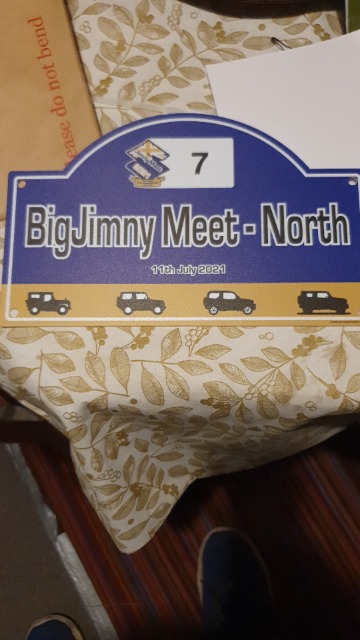 ease do not bend
7
BigJimny Meet - North
11th July 2021